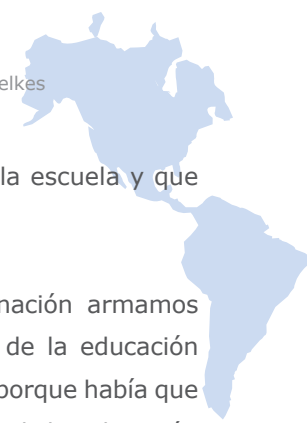 elkes
la escuela y que
nación armamos
de la educación
porque había que